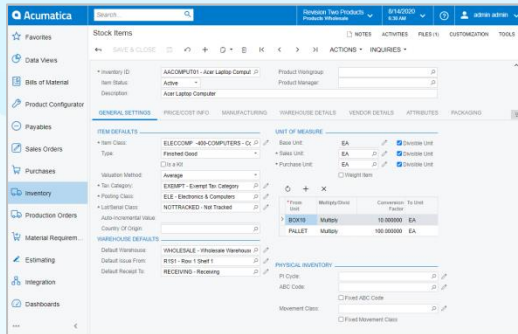 Acumatica
Search...
Revision Two Products
Products Wholesale
8/14/2020
6:36 AM
admin admin
Favorites
Data Views
Bills of Material
Product Configurator
Payables
Sales Orders
Purchases
Inventory
Production Orders
Material Requirem...
Estimating
Integration
Dashboards
Stock Items
NOTES ACTIVITIES FILES (1) CUSTOMIZATION TOOLS
SAVE & CLOSE ACTIONS INQUIRIES
Inventory ID: AACOMPUT01 - Acer Laptop Comput
Product Workgroup:
Item Status: Active
Product Manager:
Description: Acer Laptop Computer
GENERAL SETTINGS PRICE/COST INFO MANUFACTURING WAREHOUSE DETAILS VENDOR DETAILS ATTRIBUTES PACKAGING
ITEM DEFAULTS
Item Class: ELECCOMP -400-COMPUTERS - Co
Type: Finished Good
Is a Kit
Valuation Method: Average
Tax Category: EXEMPT - Exempt Tax Category
Posting Class: ELE - Electronics & Computers
Lot/Serial Class: NOTTRACKED - Not Tracked
Auto-Incremental Value:
Country Of Origin:
WAREHOUSE DEFAULTS
Default Warehouse: WHOLESALE - Wholesale Warehous
Default Issue From: R1S1 - Row 1 Shelf 1
Default Receipt To: RECEIVING - Receiving
UNIT OF MEASURE
Base Unit: EA Divisible Unit
Sales Unit: EA Divisible Unit
Purchase Unit: EA Divisible Unit
Weight Item
From Unit Multiply/Divide Conversion Factor To Unit
BOX10 Multiply 10.000000 EA
PALLET Multiply 100.000000 EA
PHYSICAL INVENTORY
PI Cycle:
ABC Code:
Fixed ABC Code
Movement Class:
Fixed Movement Class